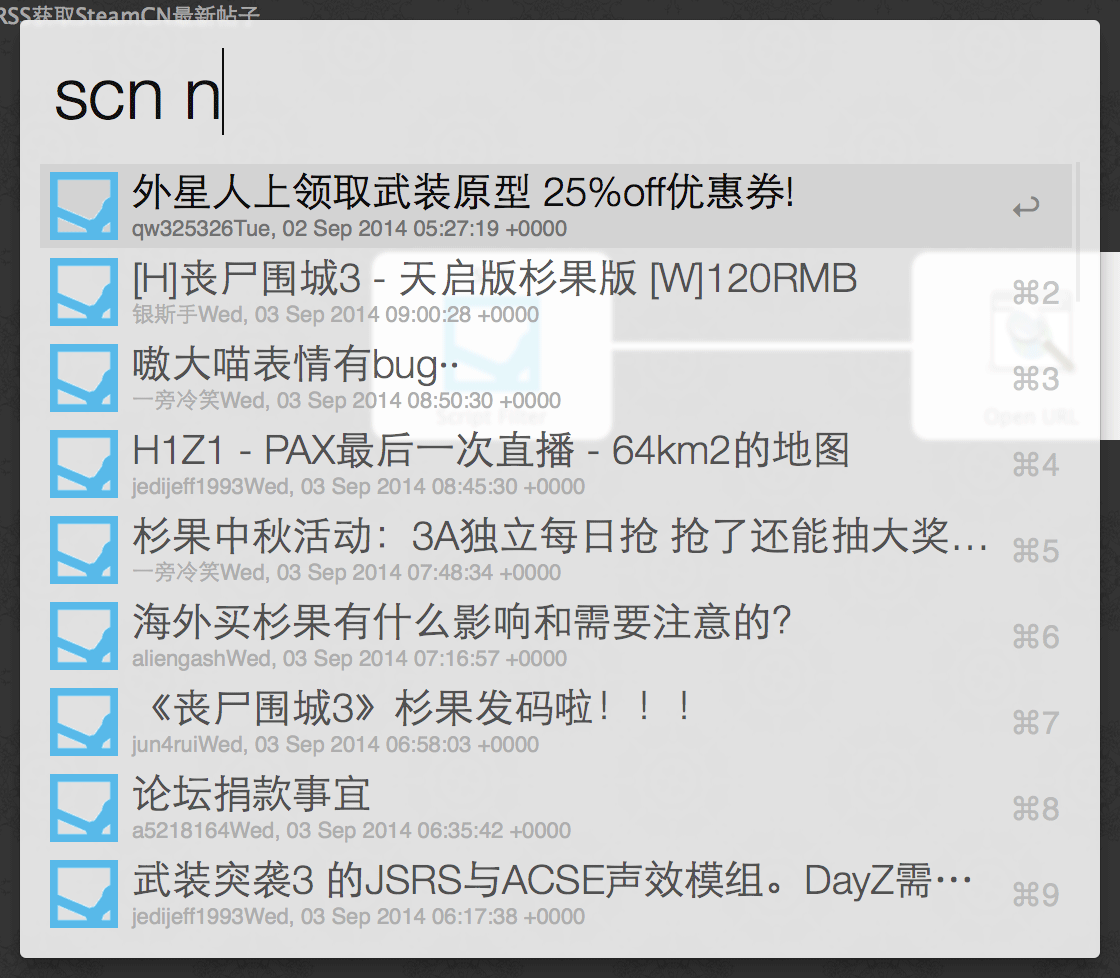 RSS获取SteamCN最新帖子
scn n
外星人上领取武装原型 25%off优惠券!
qw325326Tue, 02 Sep 2014 05:27:19 +0000
↩
[H]丧尸围城3 - 天启版杉果版 [W]120RMB
银斯手Wed, 03 Sep 2014 09:00:28 +0000
⌘2
嗷大喵表情有bug··
一旁冷笑Wed, 03 Sep 2014 08:50:30 +0000
⌘3
Script Filter
Open URL
H1Z1 - PAX最后一次直播 - 64km2的地图
jedijeff1993Wed, 03 Sep 2014 08:45:30 +0000
⌘4
杉果中秋活动：3A独立每日抢 抢了还能抽大奖…
一旁冷笑Wed, 03 Sep 2014 07:48:34 +0000
⌘5
海外买杉果有什么影响和需要注意的?
aliengashWed, 03 Sep 2014 07:16:57 +0000
⌘6
《丧尸围城3》杉果发码啦！！！
jun4ruiWed, 03 Sep 2014 06:58:03 +0000
⌘7
论坛捐款事宜
a5218164Wed, 03 Sep 2014 06:35:42 +0000
⌘8
武装突袭3 的JSRS与ACSE声效模组。DayZ需…
jedijeff1993Wed, 03 Sep 2014 06:17:38 +0000
⌘9